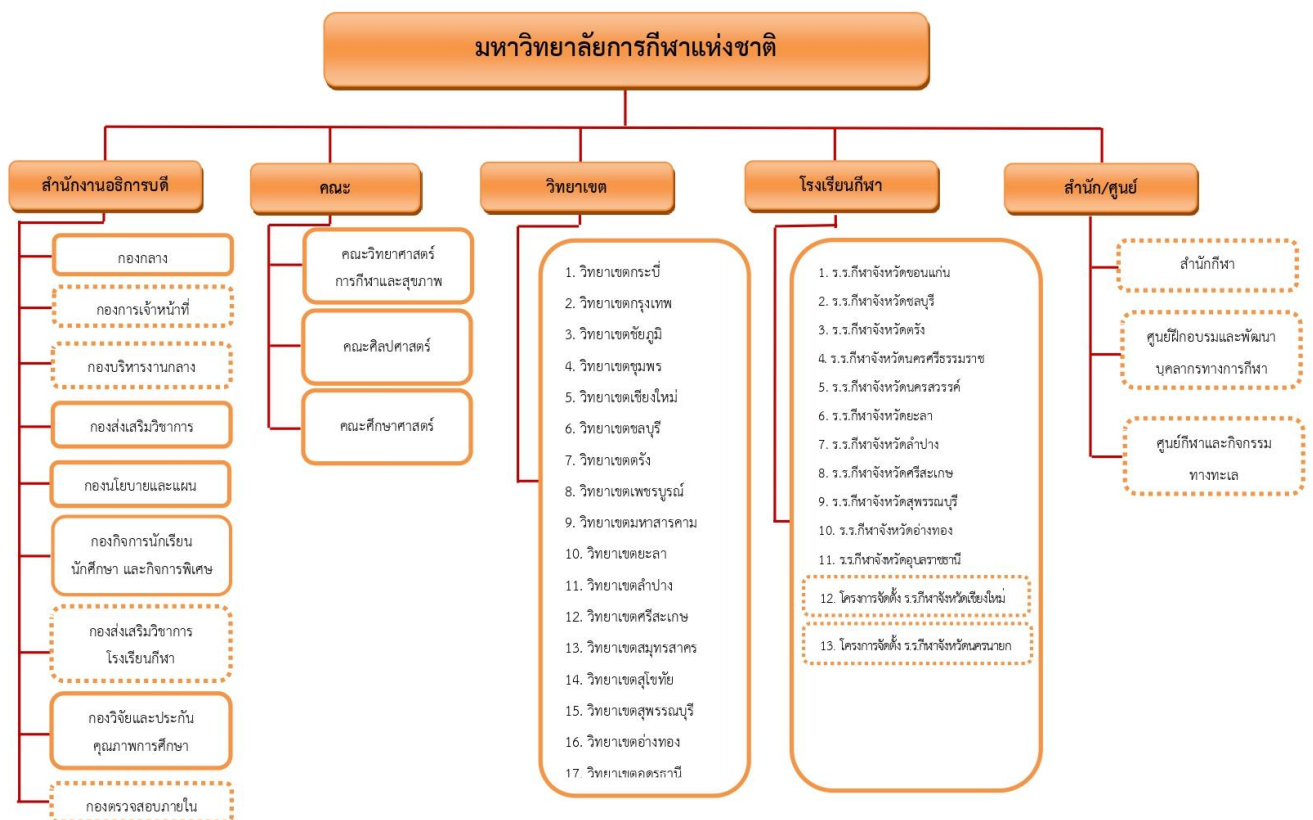 มหาวิทยาลัยการกีฬาแห่งชาติ
สำนักงานอธิการบดี
กองกลาง
กองการเจ้าหน้าที่
กองบริหารงานกลาง
กองส่งเสริมวิชาการ
กองนโยบายและแผน
กองกิจการนักเรียน
นักศึกษา และกิจการพิเศษ
กองส่งเสริมวิชาการ
โรงเรียนกีฬา
กองวิจัยและประกัน
คุณภาพการศึกษา
กองตรวจสอบภายใน
คณะ
คณะวิทยาศาสตร์
การกีฬาและสุขภาพ
คณะศิลปศาสตร์
คณะศึกษาศาสตร์
วิทยาเขต
1. วิทยาเขตกระบี่
2. วิทยาเขตกรุงเทพ
3. วิทยาเขตชัยภูมิ
4. วิทยาเขตชุมพร
5. วิทยาเขตเชียงใหม่
6. วิทยาเขตชลบุรี
7. วิทยาเขตตรัง
8. วิทยาเขตเพชรบูรณ์
9. วิทยาเขตมหาสารคาม
10. วิทยาเขตยะลา
11. วิทยาเขตลำปาง
12. วิทยาเขตศรีสะเกษ
13. วิทยาเขตสมุทรสาคร
14. วิทยาเขตสุโขทัย
15. วิทยาเขตสุพรรณบุรี
16. วิทยาเขตอ่างทอง
17. วิทยาเขตอุดรธานี
โรงเรียนกีฬา
1. ร.ร.กีฬาจังหวัดขอนแก่น
2. ร.ร.กีฬาจังหวัดชลบุรี
3. ร.ร.กีฬาจังหวัดตรัง
4. ร.ร.กีฬาจังหวัดนครศรีธรรมราช
5. ร.ร.กีฬาจังหวัดนครสวรรค์
6. ร.ร.กีฬาจังหวัดยะลา
7. ร.ร.กีฬาจังหวัดลำปาง
8. ร.ร.กีฬาจังหวัดศรีสะเกษ
9. ร.ร.กีฬาจังหวัดสุพรรณบุรี
10. ร.ร.กีฬาจังหวัดอ่างทอง
11. ร.ร.กีฬาจังหวัดอุบลราชธานี
12. โครงการจัดตั้ง ร.ร.กีฬาจังหวัดเชียงใหม่
13. โครงการจัดตั้ง ร.ร.กีฬาจังหวัดนครนายก
สำนัก/ศูนย์
สำนักกีฬา
ศูนย์ฝึกอบรมและพัฒนา
บุคลากรทางการกีฬา
ศูนย์กีฬาและกิจกรรม
ทางทะเล